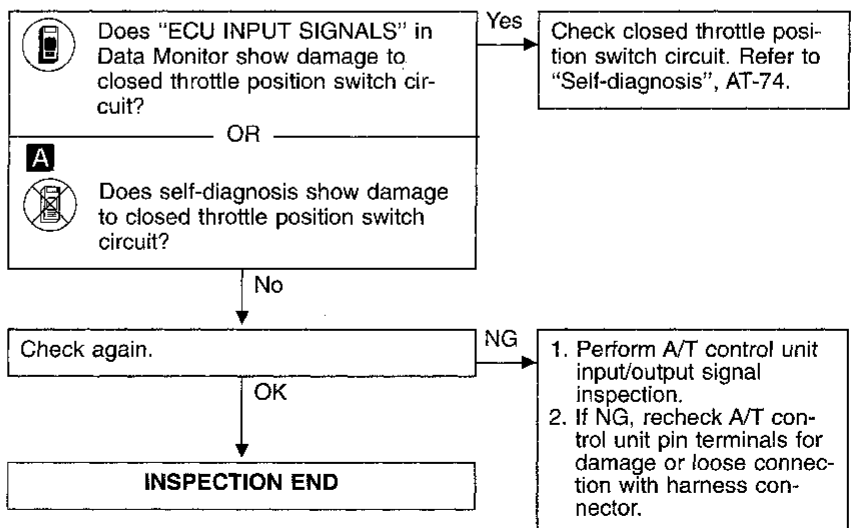 Does "ECU INPUT SIGNALS" in
Data Monitor show damage to
closed throttle position switch cir-
cuit?
OR
A
Does self-diagnosis show damage
to closed throttle position switch
circuit?
Yes
Check closed throttle posi-
tion switch circuit. Refer to
"Self-diagnosis", AT-74.
No
Check again.
NG
1. Perform A/T control unit
input/output signal
inspection.
2. If NG, recheck A/T con-
trol unit pin terminals for
damage or loose connec-
tion with harness con-
nector.
OK
INSPECTION END